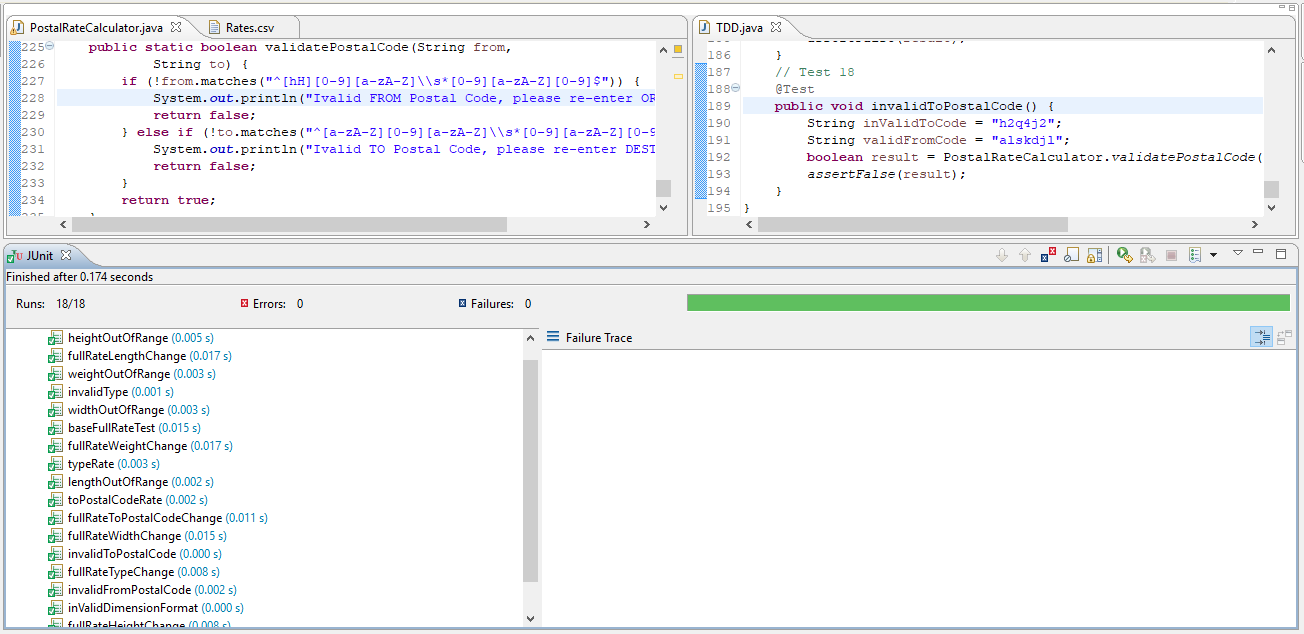 PostalRateCalculator.java
Rates.csv
225 public static boolean validatePostalCode(String from,
226 String to) {
227 if (!from.matches("^[hH][0-9][a-zA-Z]\\s*[0-9][a-zA-Z][0-9]$")) {
228 System.out.println("Ivalid FROM Postal Code, please re-enter OR
229 return false;
230 } else if (!to.matches("^[a-zA-Z][0-9][a-zA-Z]\\s*[0-9][a-zA-Z][0-9
231 System.out.println("Ivalid TO Postal Code, please re-enter DEST
232 return false;
233 }
234 return true;
TDD.java
186 }
187 // Test 18
188 @Test
189 public void invalidToPostalCode() {
190 String inValidToCode = "h2q4j2";
191 String validFromCode = "alskdjl";
192 boolean result = PostalRateCalculator.validatePostalCode(
193 assertFalse(result);
194 }
195 }
JUnit
Finished after 0.174 seconds
Runs: 18/18
Errors: 0
Failures: 0
heightOutOfRange (0.005 s)
fullRateLengthChange (0.017 s)
weightOutOfRange (0.003 s)
invalidType (0.001 s)
widthOutOfRange (0.003 s)
baseFullRateTest (0.015 s)
fullRateWeightChange (0.017 s)
typeRate (0.003 s)
lengthOutOfRange (0.002 s)
toPostalCodeRate (0.002 s)
fullRateToPostalCodeChange (0.011 s)
fullRateWidthChange (0.015 s)
invalidToPostalCode (0.000 s)
fullRateTypeChange (0.008 s)
invalidFromPostalCode (0.002 s)
inValidDimensionFormat (0.000 s)
fullRateHeightChange (0.008 s)
Failure Trace